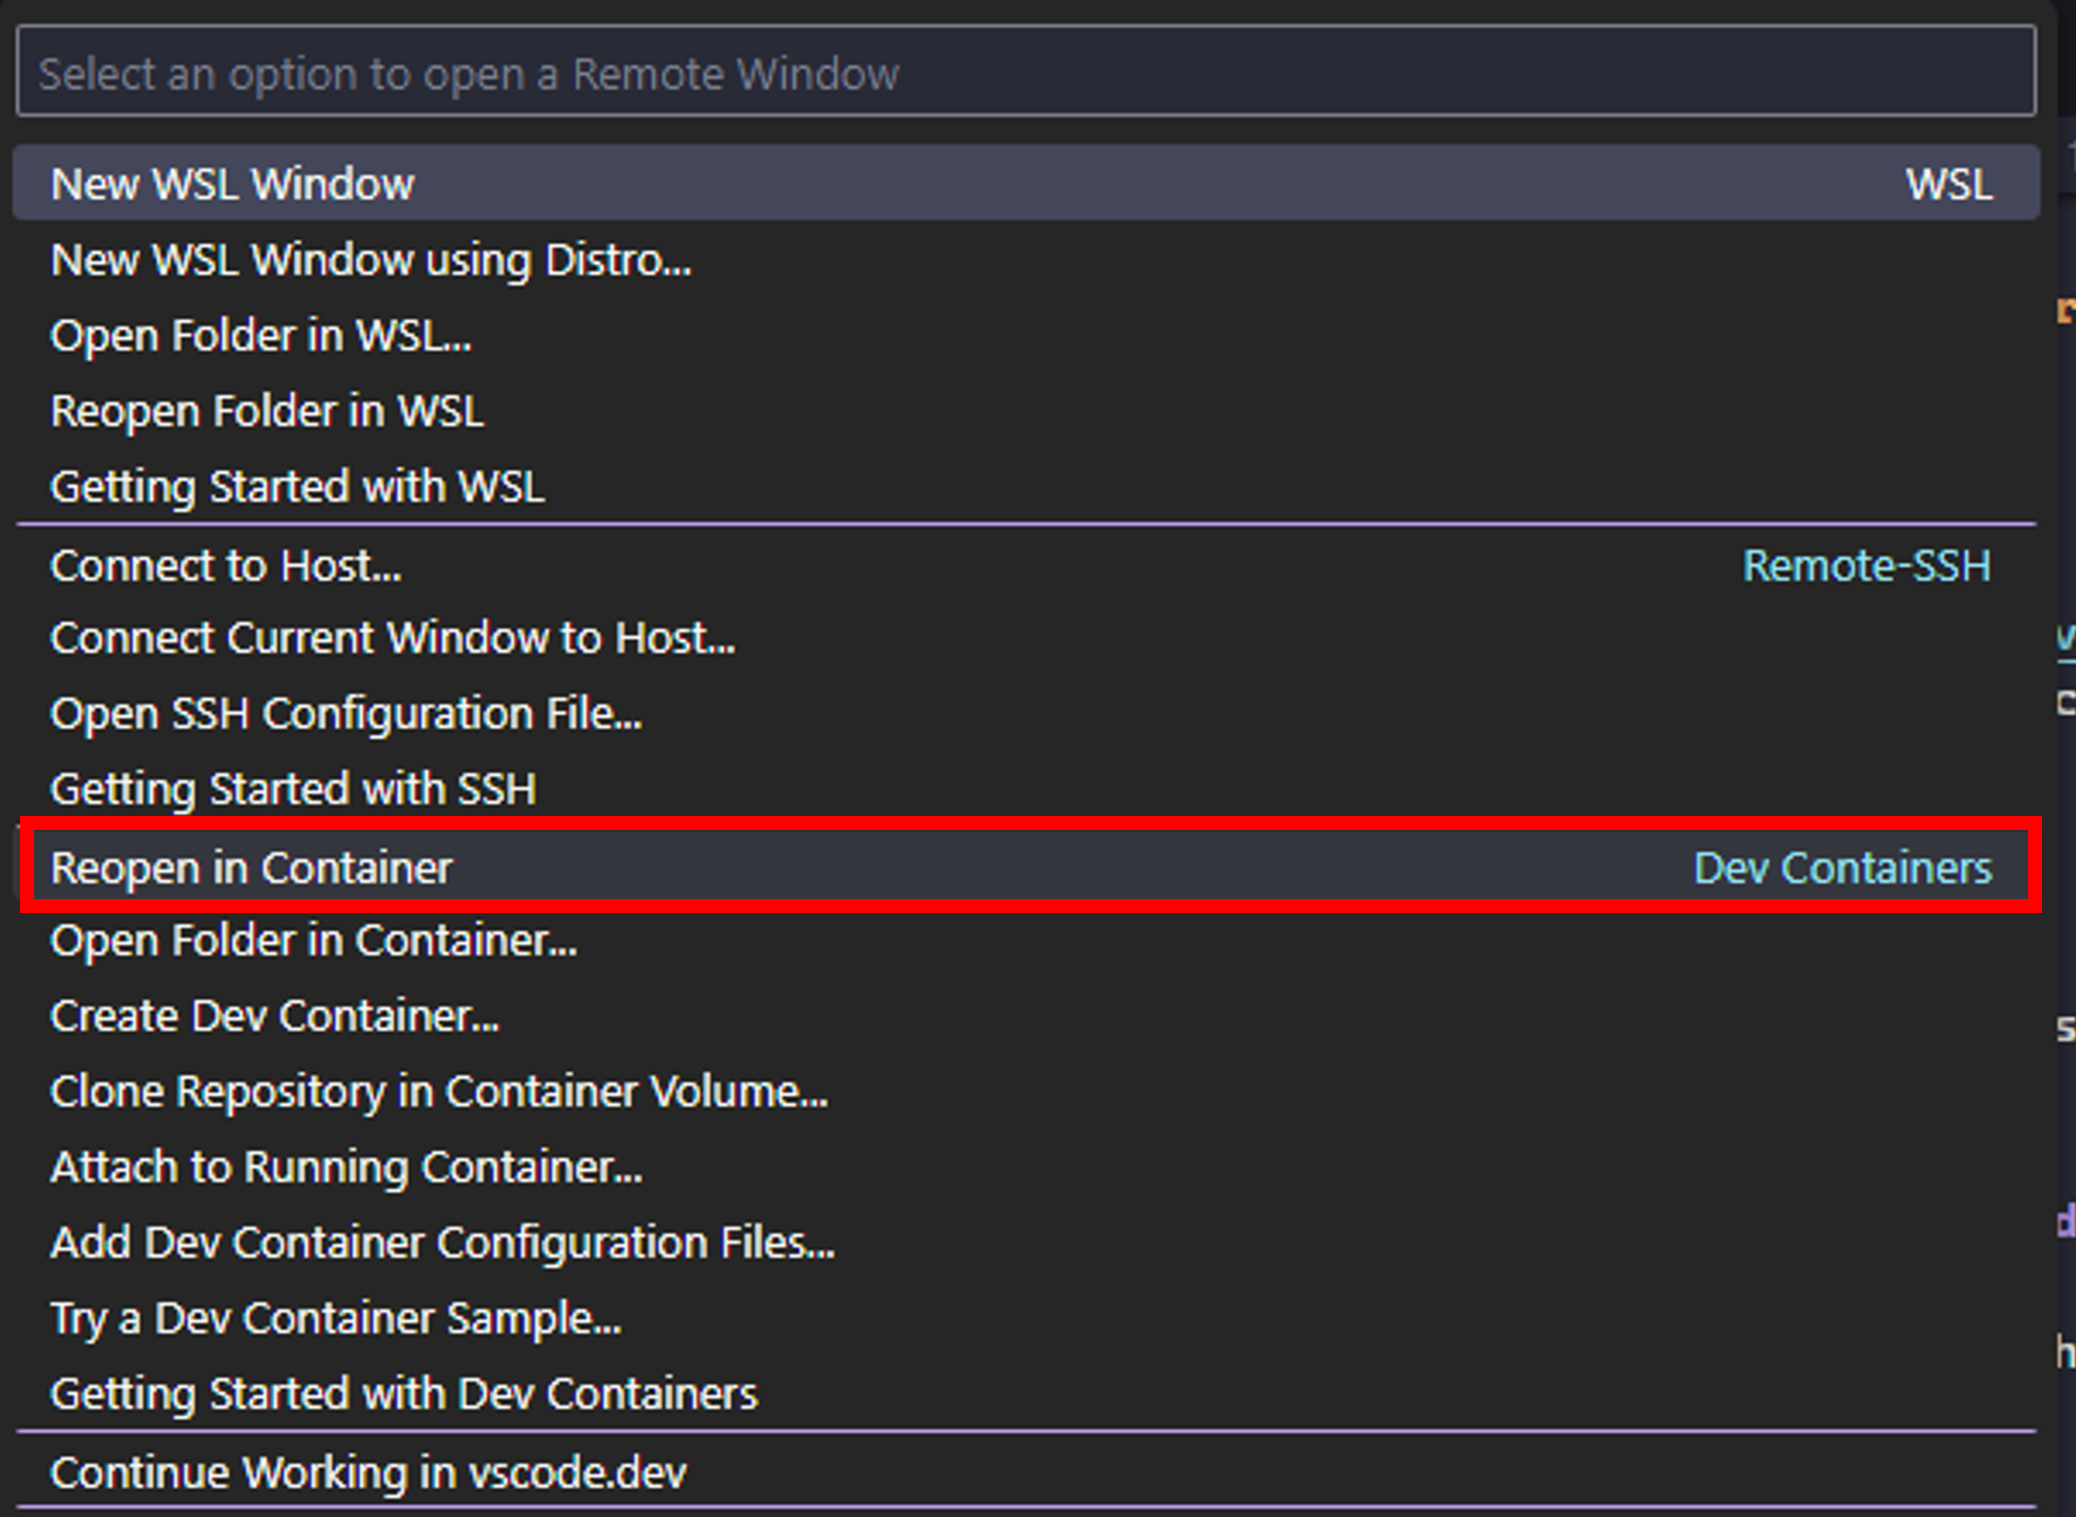 Select an option to open a Remote Window
New WSL Window WSL
New WSL Window using Distro...
Open Folder in WSL...
Reopen Folder in WSL
Getting Started with WSL
Connect to Host... Remote-SSH
Connect Current Window to Host...
Open SSH Configuration File...
Getting Started with SSH
Reopen in Container Dev Containers
Open Folder in Container...
Create Dev Container...
Clone Repository in Container Volume...
Attach to Running Container...
Add Dev Container Configuration Files...
Try a Dev Container Sample...
Getting Started with Dev Containers
Continue Working in vscode.dev